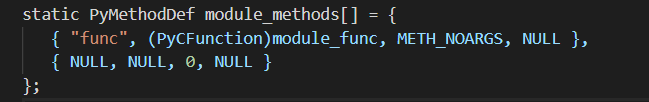 static PyMethodDef module_methods[] = {
{ "func", (PyCFunction)module_func, METH_NOARGS, NULL },
{ NULL, NULL, 0, NULL }
};